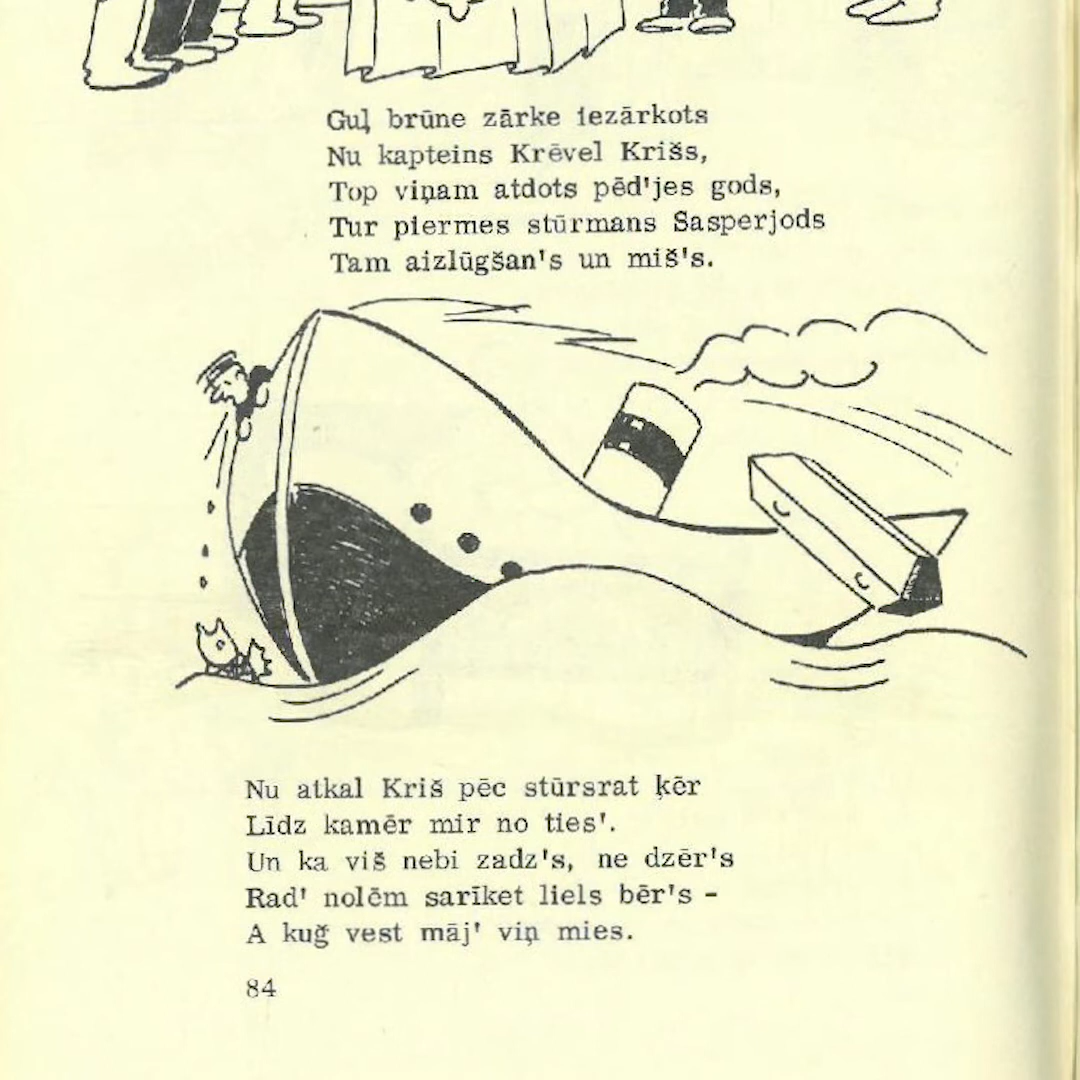 Guļ brūne zārke iezārkots
Nu kapteins Krēvel Krišs,
Top viņam atdots pēd'jes gods,
Tur piermes stūrmans Sasperjods
Tam aizlūgšan's un miš's.
Nu atkal Kriš pēc stūrsrat ķēr
Līdz kamēr mir no ties'.
Un ka viš nebi zadz's, ne dzēr's
Rad' nolēm sarīket liels bēr's -
A kuğ vest māj' viņ mies.
84